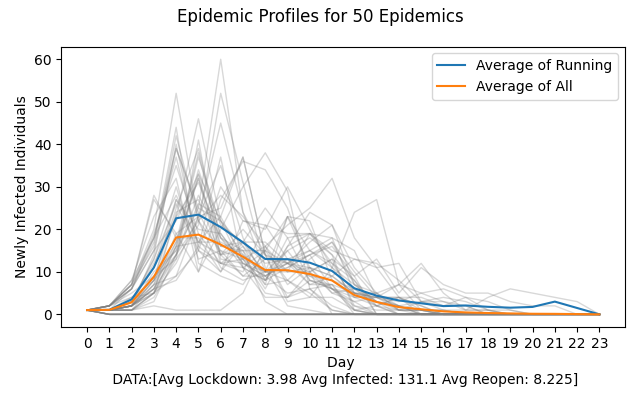 Epidemic Profiles for 50 Epidemics
60
50
40
30
20
10
0
Newly Infected Individuals
Average of Running
Average of All
0 1 2 3 4 5 6 7 8 9 10 11 12 13 14 15 16 17 18 19 20 21 22 23
Day
DATA:[Avg Lockdown: 3.98 Avg Infected: 131.1 Avg Reopen: 8.225]